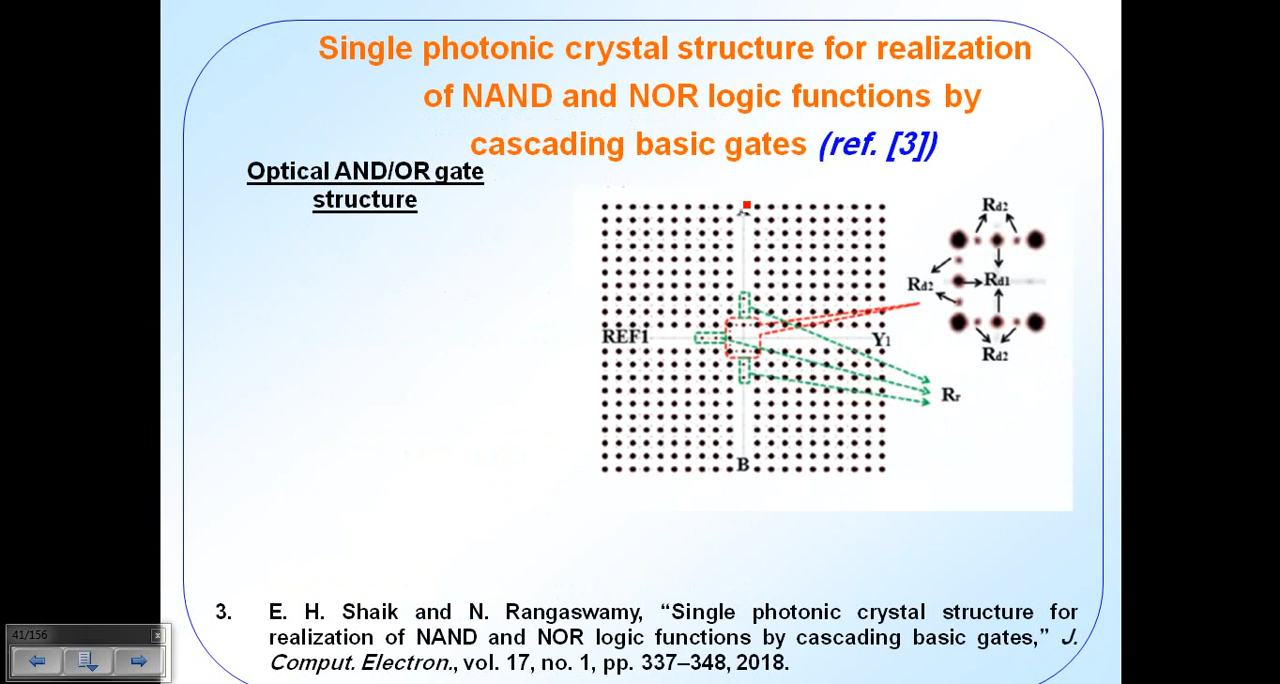 Single photonic crystal structure for realization
of NAND and NOR logic functions by
cascading basic gates (ref. [3])
Optical AND/OR gate
structure
Rd2
Rd2
Rd1
REF1
Y1
Rd2
Rr
B
3. E. H. Shaik and N. Rangaswamy, “Single photonic crystal structure for
realization of NAND and NOR logic functions by cascading basic gates,” J.
Comput. Electron., vol. 17, no. 1, pp. 337–348, 2018.
41/156
x